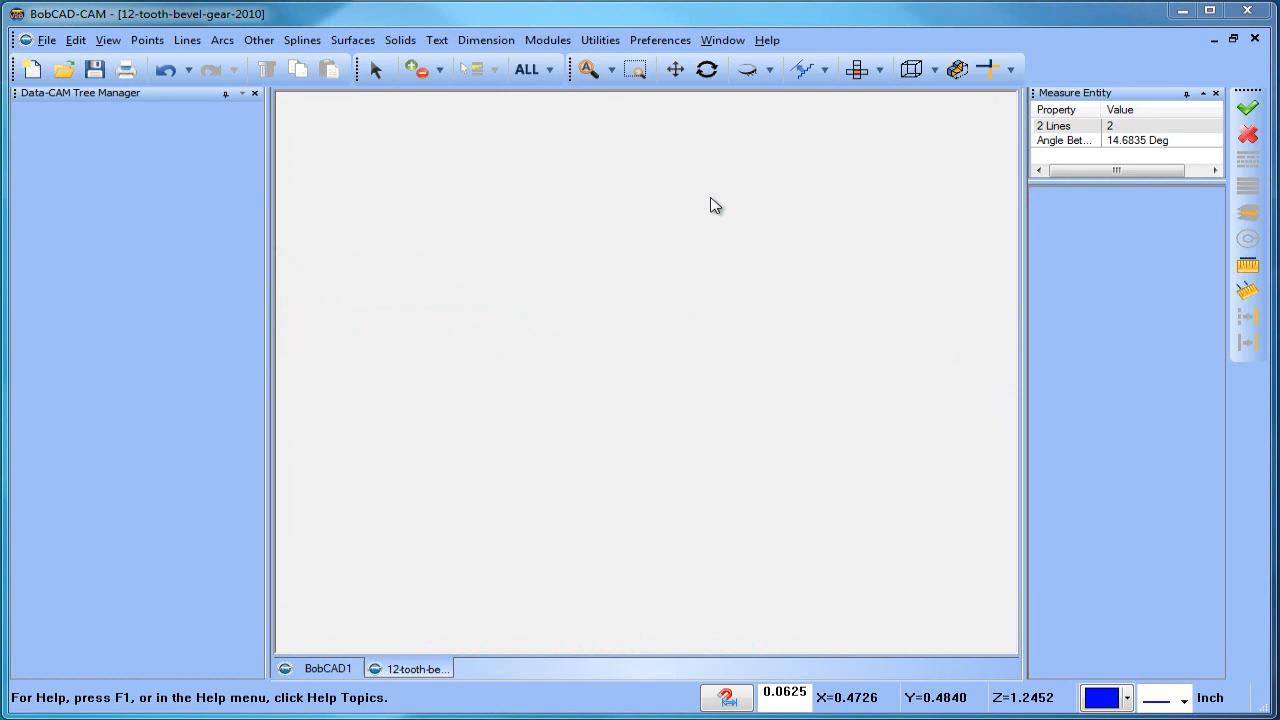 BobCAD-CAM - [12-tooth-bevel-gear-2010]
File Edit View Points Lines Arcs Other Splines Surfaces Solids Text Dimension Modules Utilities Preferences Window Help
ALL
Data-CAM Tree Manager
Measure Entity
Property Value
2 Lines 2
Angle Bet... 14.6835 Deg
BobCAD1 12-tooth-be...
For Help, press F1, or in the Help menu, click Help Topics. 0.0625 X=0.4726 Y=0.4840 Z=1.2452 Inch